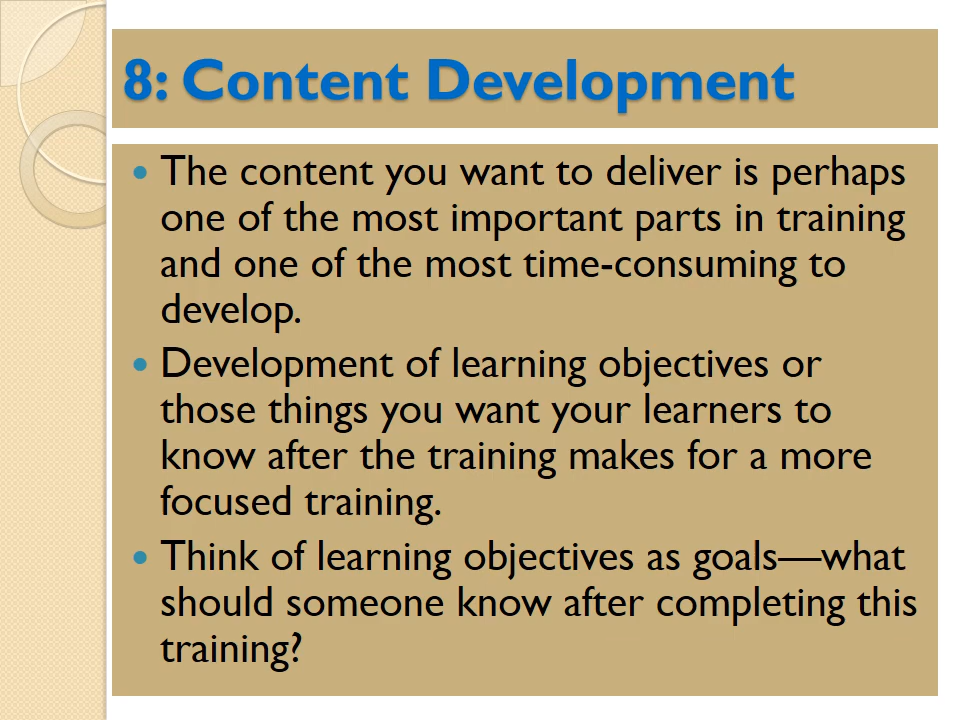 8: Content Development
• The content you want to deliver is perhaps
one of the most important parts in training
and one of the most time-consuming to
develop.
• Development of learning objectives or
those things you want your learners to
know after the training makes for a more
focused training.
• Think of learning objectives as goals—what
should someone know after completing this
training?